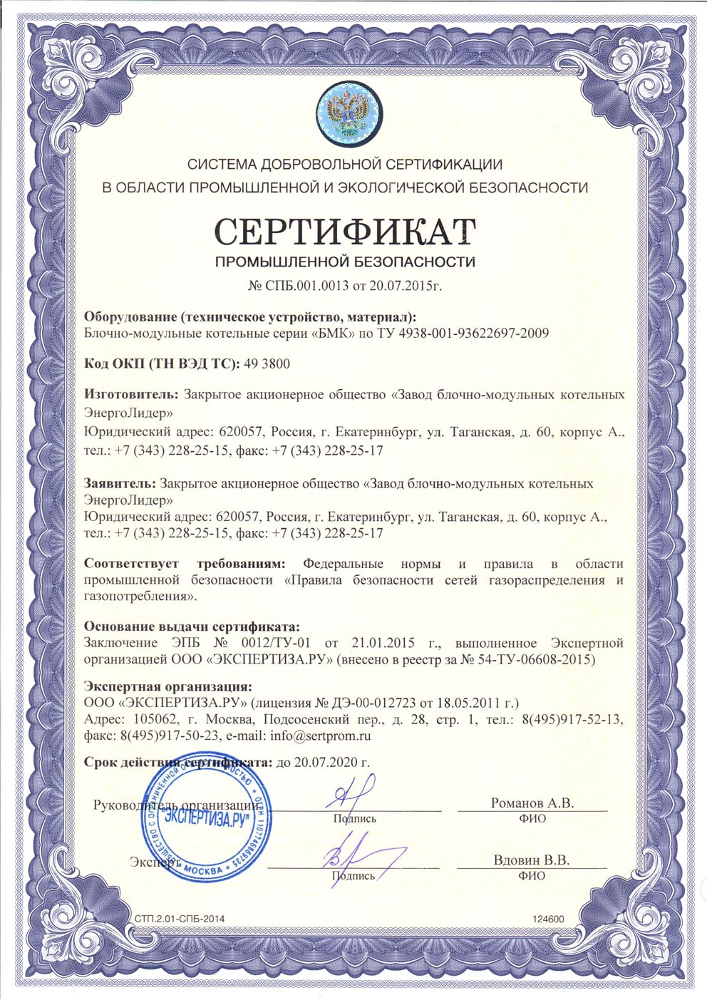 СИСТЕМА ДОБРОВОЛЬНОЙ СЕРТИФИКАЦИИ
В ОБЛАСТИ ПРОМЫШЛЕННОЙ И ЭКОЛОГИЧЕСКОЙ БЕЗОПАСНОСТИ
СЕРТИФИКАТ
ПРОМЫШЛЕННОЙ БЕЗОПАСНОСТИ
№ СПБ.001.0013 от 20.07.2015г.
Оборудование (техническое устройство, материал):
Блочно-модульные котельные серии «БМК» по ТУ 4938-001-93622697-2009
Код ОКП (ТН ВЭД ТС): 49 3800
Изготовитель: Закрытое акционерное общество «Завод блочно-модульных котельных
ЭнергоЛидер»
Юридический адрес: 620057, Россия, г. Екатеринбург, ул. Таганская, д. 60, корпус А.,
тел.: +7 (343) 228-25-15, факс: +7 (343) 228-25-17
Заявитель: Закрытое акционерное общество «Завод блочно-модульных котельных
ЭнергоЛидер»
Юридический адрес: 620057, Россия, г. Екатеринбург, ул. Таганская, д. 60, корпус А.,
тел.: +7 (343) 228-25-15, факс: +7 (343) 228-25-17
Соответствует требованиям: Федеральные нормы и правила в области
промышленной безопасности «Правила безопасности сетей газораспределения и
газопотребления».
Основание выдачи сертификата:
Заключение ЭПБ № 0012/ТУ-01 от 21.01.2015 г., выполненное Экспертной
организацией ООО «ЭКСПЕРТИЗА.РУ» (внесено в реестр за № 54-ТУ-06608-2015)
Экспертная организация:
ООО «ЭКСПЕРТИЗА.РУ» (лицензия № ДЭ-00-012723 от 18.05.2011 г.)
Адрес: 105062, г. Москва, Подсосенский пер., д. 28, стр. 1, тел.: 8(495)917-52-13,
факс: 8(495)917-50-23, e-mail: info@sertprom.ru
Срок действия сертификата: до 20.07.2020 г.
Руководитель организации
Романов А.В.
Подпись
ФИО
Эксперт
Вдовин В.В.
Подпись
ФИО
ОБЩЕСТВО С ОГРАНИЧЕННОЙ ОТВЕТСТВЕННОСТЬЮ * ОГРН 1107746869735
"ЭКСПЕРТИЗА.РУ"
* МОСКВА *
СТП.2.01-СПБ-2014
124600